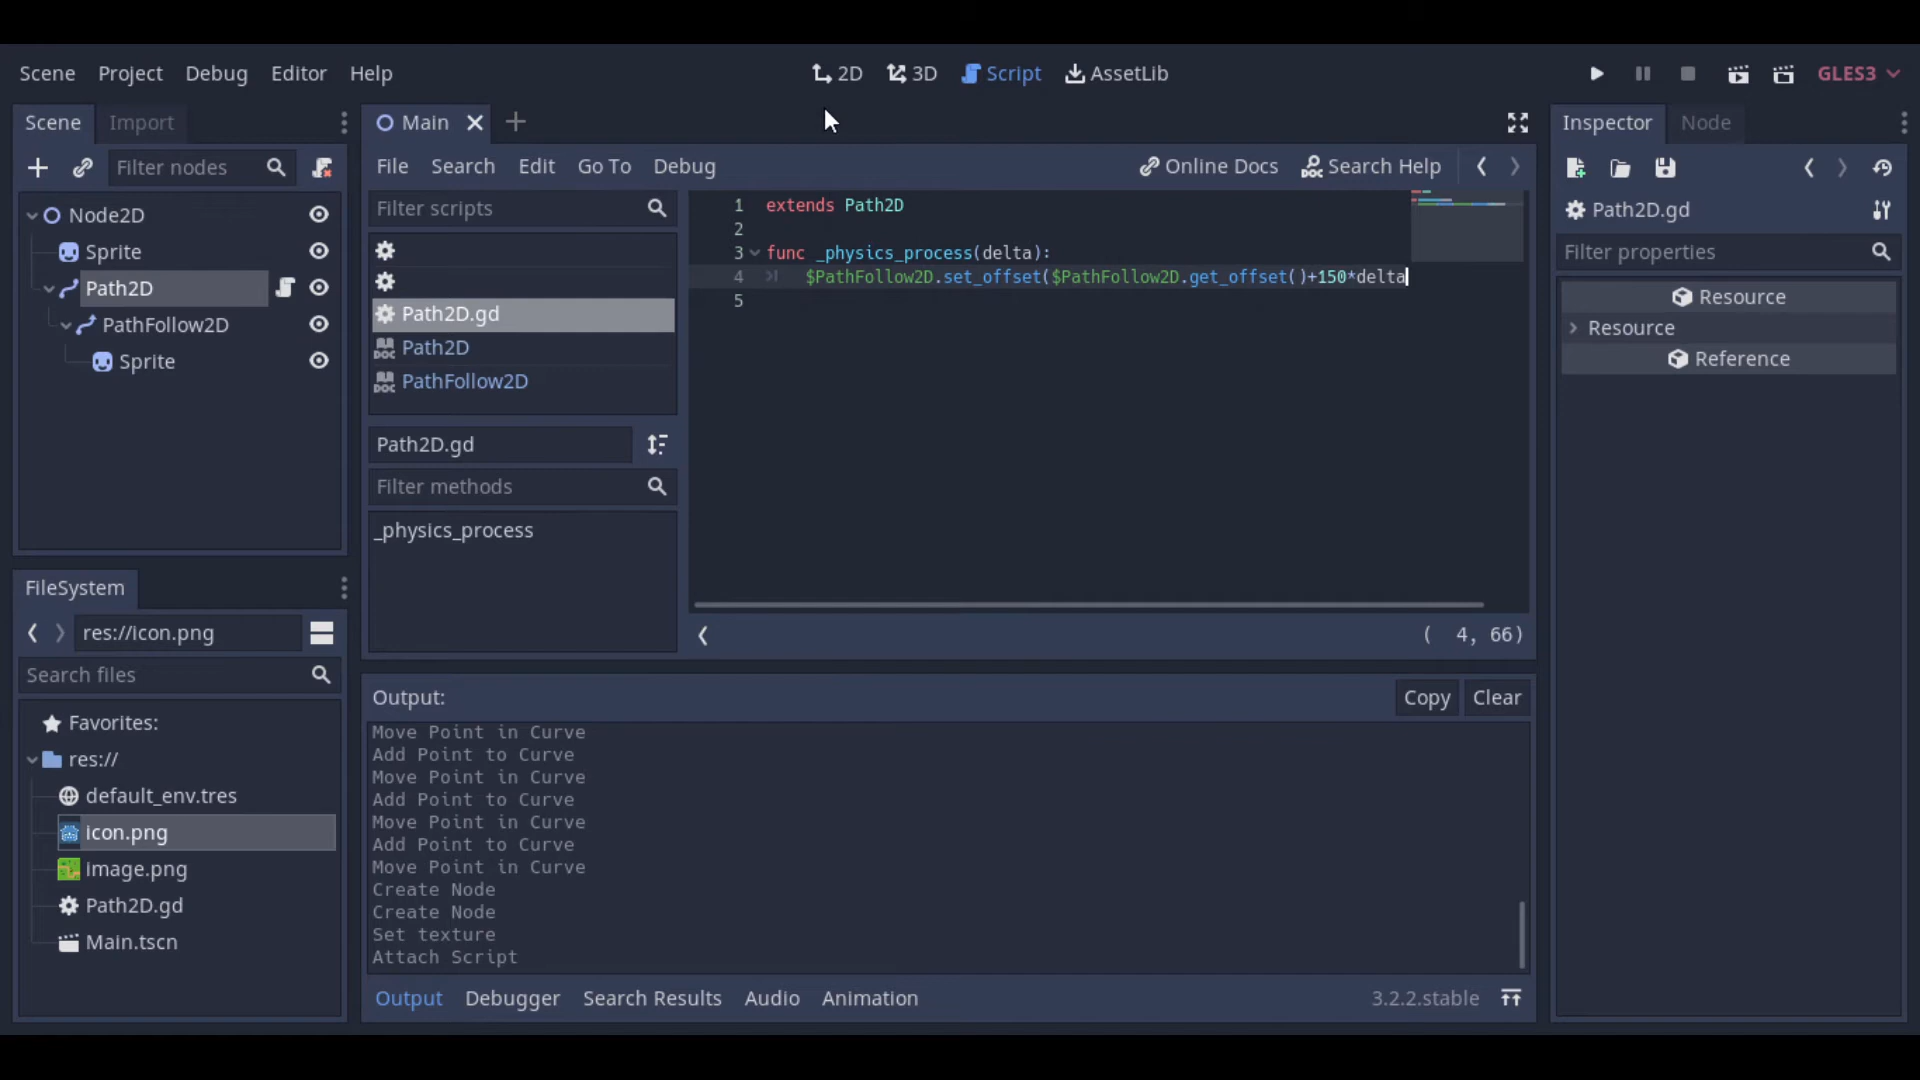 Scene Project Debug Editor Help 2D 3D Script AssetLib GLES3
Scene Import Main Inspector Node
Filter nodes File Search Edit Go To Debug Online Docs Search Help
Node2D
Sprite
Path2D
PathFollow2D
Sprite
Filter scripts
Path2D.gd
Path2D
PathFollow2D
Path2D.gd
Filter methods
_physics_process
1 extends Path2D
2
3 func _physics_process(delta):
4 $PathFollow2D.set_offset($PathFollow2D.get_offset()+150*delta
5
( 4, 66)
Path2D.gd
Filter properties
Resource
Resource
Reference
FileSystem
res://icon.png
Search files
Favorites:
res://
default_env.tres
icon.png
image.png
Path2D.gd
Main.tscn
Output: Copy Clear
Move Point in Curve
Add Point to Curve
Move Point in Curve
Add Point to Curve
Move Point in Curve
Add Point to Curve
Move Point in Curve
Create Node
Create Node
Set texture
Attach Script
Output Debugger Search Results Audio Animation 3.2.2.stable